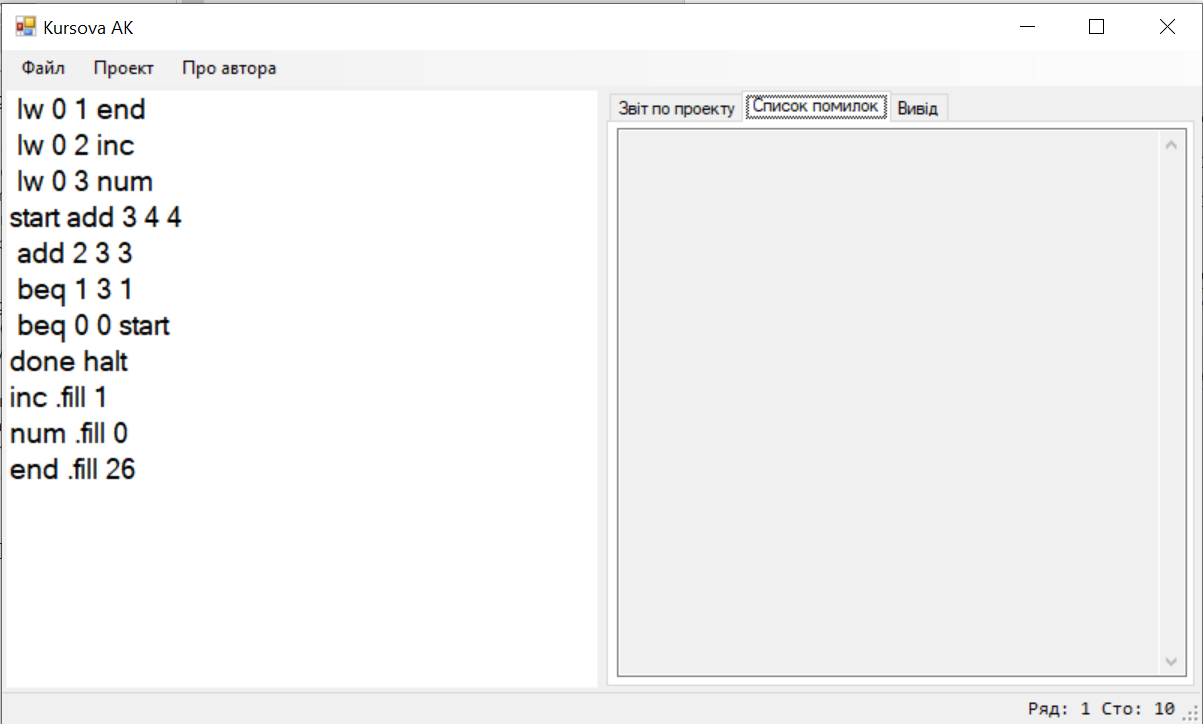 Kursova AK
Файл Проект Про автора
lw 0 1 end
lw 0 2 inc
lw 0 3 num
start add 3 4 4
add 2 3 3
beq 1 3 1
beq 0 0 start
done halt
inc .fill 1
num .fill 0
end .fill 26
Звіт по проекту Список помилок Вивід
Ряд: 1 Сто: 10